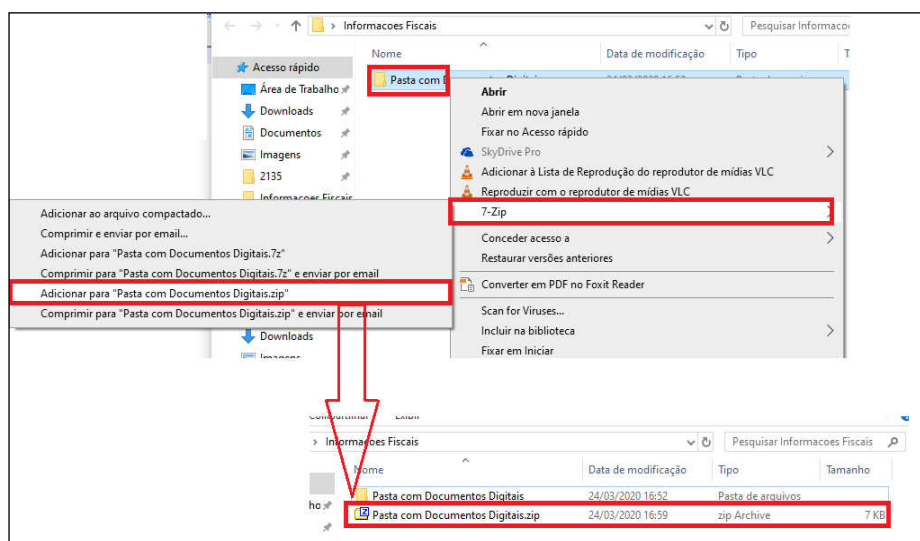 Informacoes Fiscais
Pesquisar Informaco
Nome
Data de modificação
Tipo
T
Acesso rápido
Pasta com
Área de Trabalho
Abrir
Downloads
Abrir em nova janela
Documentos
Fixar no Acesso rápido
Imagens
SkyDrive Pro
2135
Adicionar à Lista de Reprodução do reprodutor de mídias VLC
Informacoes Fiscais
Reproduzir com o reprodutor de mídias VLC
7-Zip
Conceder acesso a
Restaurar versões anteriores
Converter em PDF no Foxit Reader
Scan for Viruses...
Incluir na biblioteca
Fixar em Iniciar
Adicionar ao arquivo compactado...
Comprimir e enviar por email...
Adicionar para "Pasta com Documentos Digitais.7z"
Comprimir para "Pasta com Documentos Digitais.7z" e enviar por email
Adicionar para "Pasta com Documentos Digitais.zip"
Comprimir para "Pasta com Documentos Digitais.zip" e enviar por email
Downloads
Imagens
Informacoes Fiscais
Pesquisar Informacoes Fiscais
Nome
Data de modificação
Tipo
Tamanho
Pasta com Documentos Digitais
24/03/2020 16:52
Pasta de arquivos
ho
Pasta com Documentos Digitais.zip
24/03/2020 16:59
zip Archive
7 KB